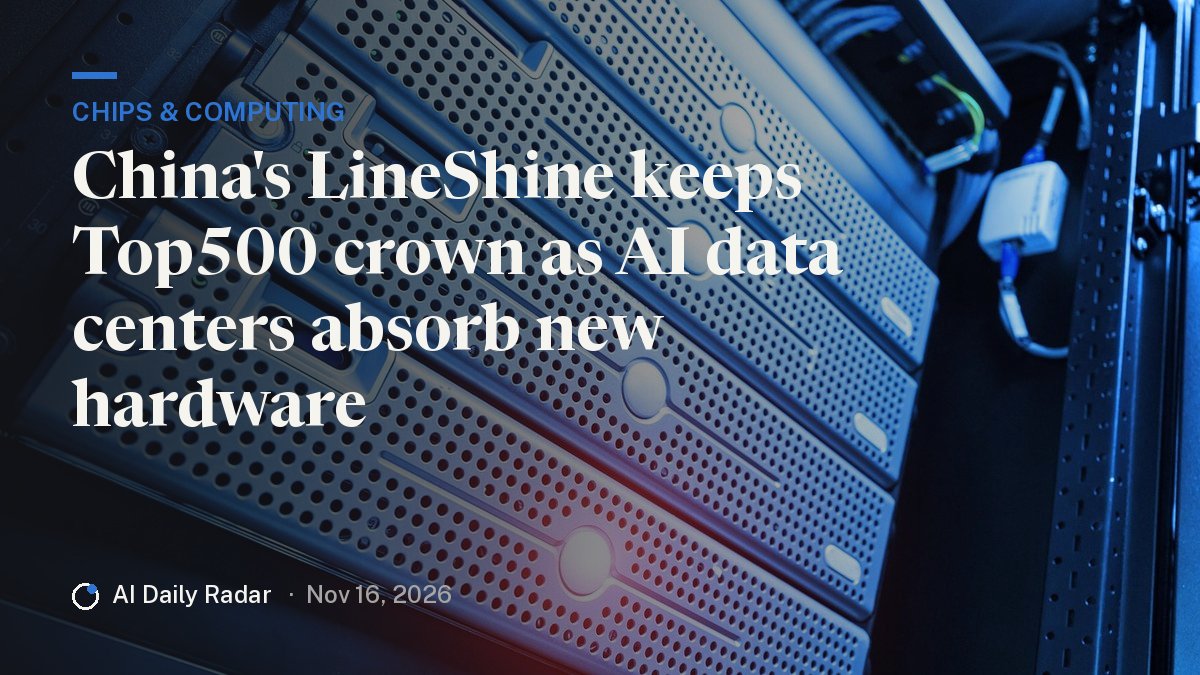 CHIPS & COMPUTING
China's LineShine keeps
Top500 crown as AI data
centers absorb new
hardware
AI Daily Radar · Nov 16, 2026